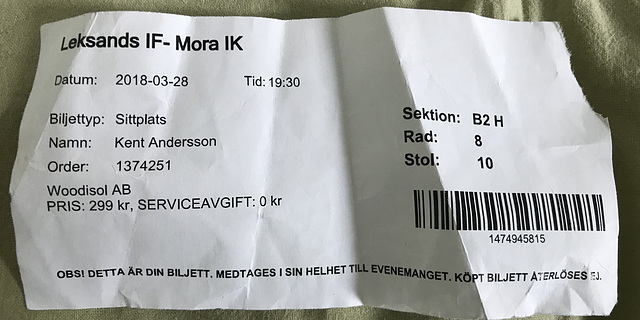 Leksands IF- Mora IK
Datum: 2018-03-28 Tid: 19:30
Biljettyp: Sittplats
Namn: Kent Andersson
Order: 1374251
Woodisol AB
PRIS: 299 kr, SERVICEAVGIFT: 0 kr
Sektion: B2 H
Rad: 8
Stol: 10
1474945815
OBS! DETTA ÄR DIN BILJETT. MEDTAGES I SIN HELHET TILL EVENEMANGET. KÖPT BILJETT ÅTERLÖSES EJ.